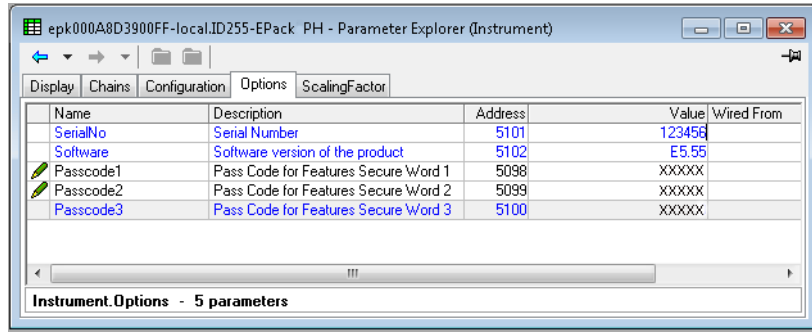 epk000A8D3900FF-local.ID255-EPack PH - Parameter Explorer (Instrument)
Display Chains Configuration Options ScalingFactor
Name Description Address Value Wired From
SerialNo Serial Number 5101 123456
Software Software version of the product 5102 E5.55
Passcode1 Pass Code for Features Secure Word 1 5098 XXXXX
Passcode2 Pass Code for Features Secure Word 2 5099 XXXXX
Passcode3 Pass Code for Features Secure Word 3 5100 XXXXX
Instrument.Options - 5 parameters